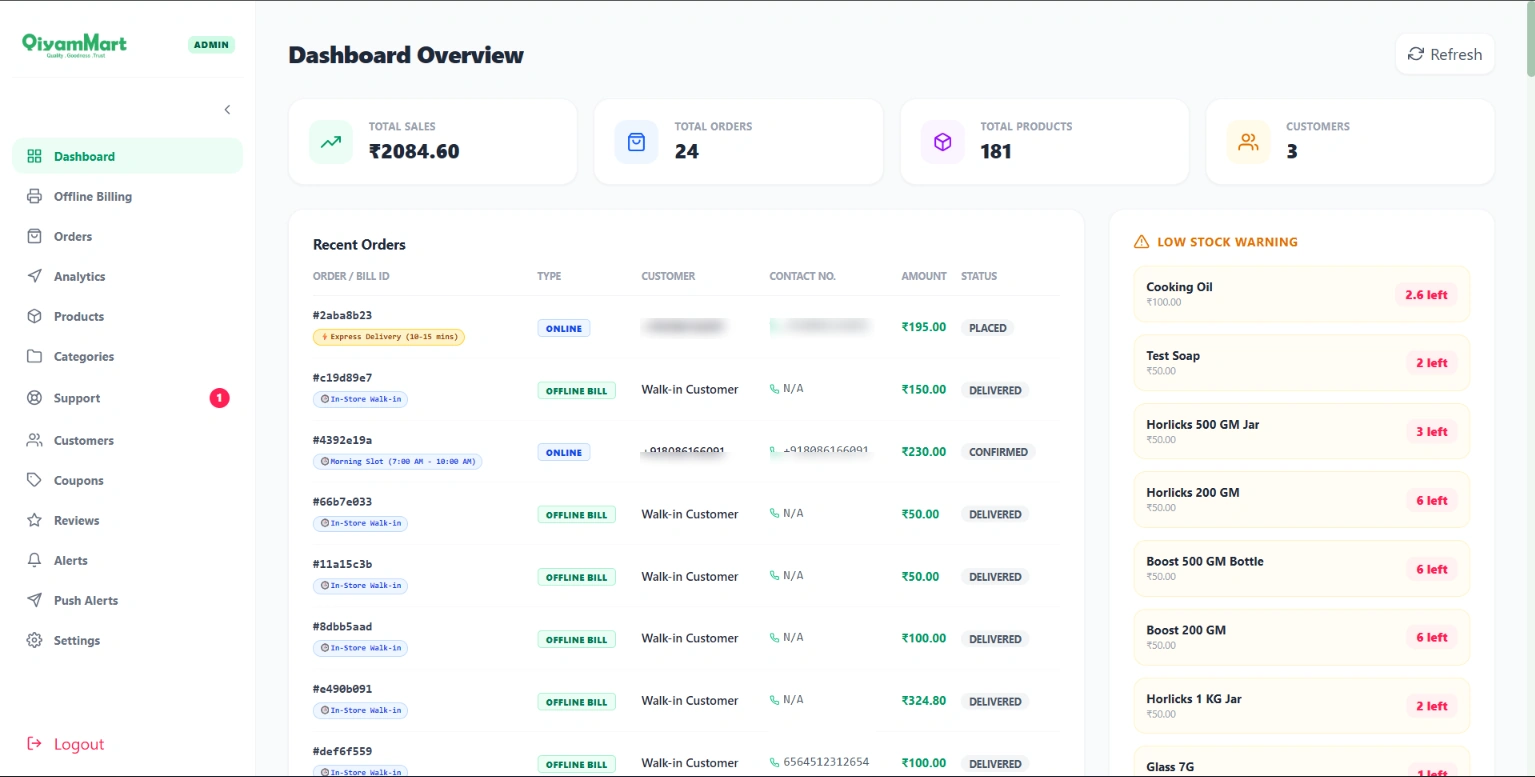 QiyamMart
Quality .Goodness .Trust
ADMIN
Dashboard
Offline Billing
Orders
Analytics
Products
Categories
Support 1
Customers
Coupons
Reviews
Alerts
Push Alerts
Settings
Logout
Dashboard Overview
Refresh
TOTAL SALES
₹2084.60
TOTAL ORDERS
24
TOTAL PRODUCTS
181
CUSTOMERS
3
Recent Orders
ORDER / BILL ID TYPE CUSTOMER CONTACT NO. AMOUNT STATUS
#2aba8b23
Express Delivery (10-15 mins)
ONLINE ₹195.00 PLACED
#c19d89e7
In-Store Walk-in
OFFLINE BILL Walk-in Customer N/A ₹150.00 DELIVERED
#4392e19a
Morning Slot (7:00 AM - 10:00 AM)
ONLINE +918086166091 +918086166091 ₹230.00 CONFIRMED
#66b7e033
In-Store Walk-in
OFFLINE BILL Walk-in Customer N/A ₹50.00 DELIVERED
#11a15c3b
In-Store Walk-in
OFFLINE BILL Walk-in Customer N/A ₹50.00 DELIVERED
#8dbb5aad
In-Store Walk-in
OFFLINE BILL Walk-in Customer N/A ₹100.00 DELIVERED
#e490b091
In-Store Walk-in
OFFLINE BILL Walk-in Customer N/A ₹324.80 DELIVERED
#def6f559
In-Store Walk-in
OFFLINE BILL Walk-in Customer 6564512312654 ₹100.00 DELIVERED
LOW STOCK WARNING
Cooking Oil
₹100.00
2.6 left
Test Soap
₹50.00
2 left
Horlicks 500 GM Jar
₹50.00
3 left
Horlicks 200 GM
₹50.00
6 left
Boost 500 GM Bottle
₹50.00
6 left
Boost 200 GM
₹50.00
6 left
Horlicks 1 KG Jar
₹50.00
2 left
Glass 7G
1 left